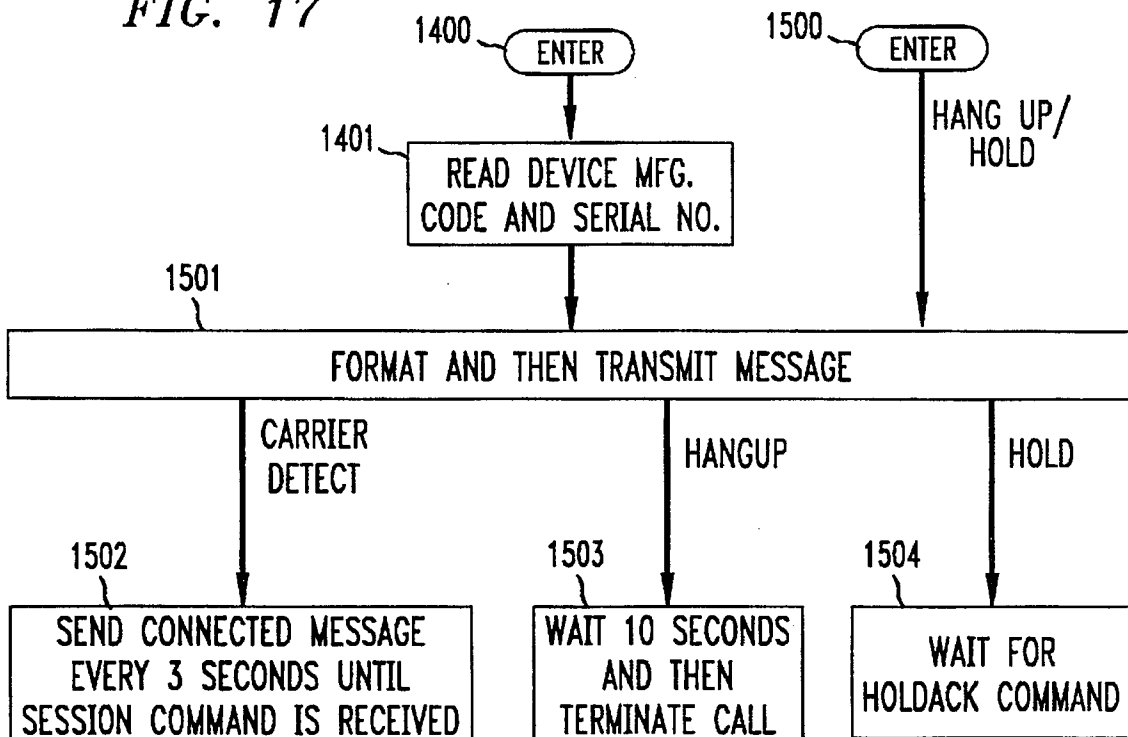 FIG. 17
1400
ENTER
1500
ENTER
HANG UP/
HOLD
1401
READ DEVICE MFG.
CODE AND SERIAL NO.
1501
FORMAT AND THEN TRANSMIT MESSAGE
CARRIER
DETECT
HANGUP
HOLD
1502
SEND CONNECTED MESSAGE
EVERY 3 SECONDS UNTIL
SESSION COMMAND IS RECEIVED
1503
WAIT 10 SECONDS
AND THEN
TERMINATE CALL
1504
WAIT FOR
HOLDACK COMMAND